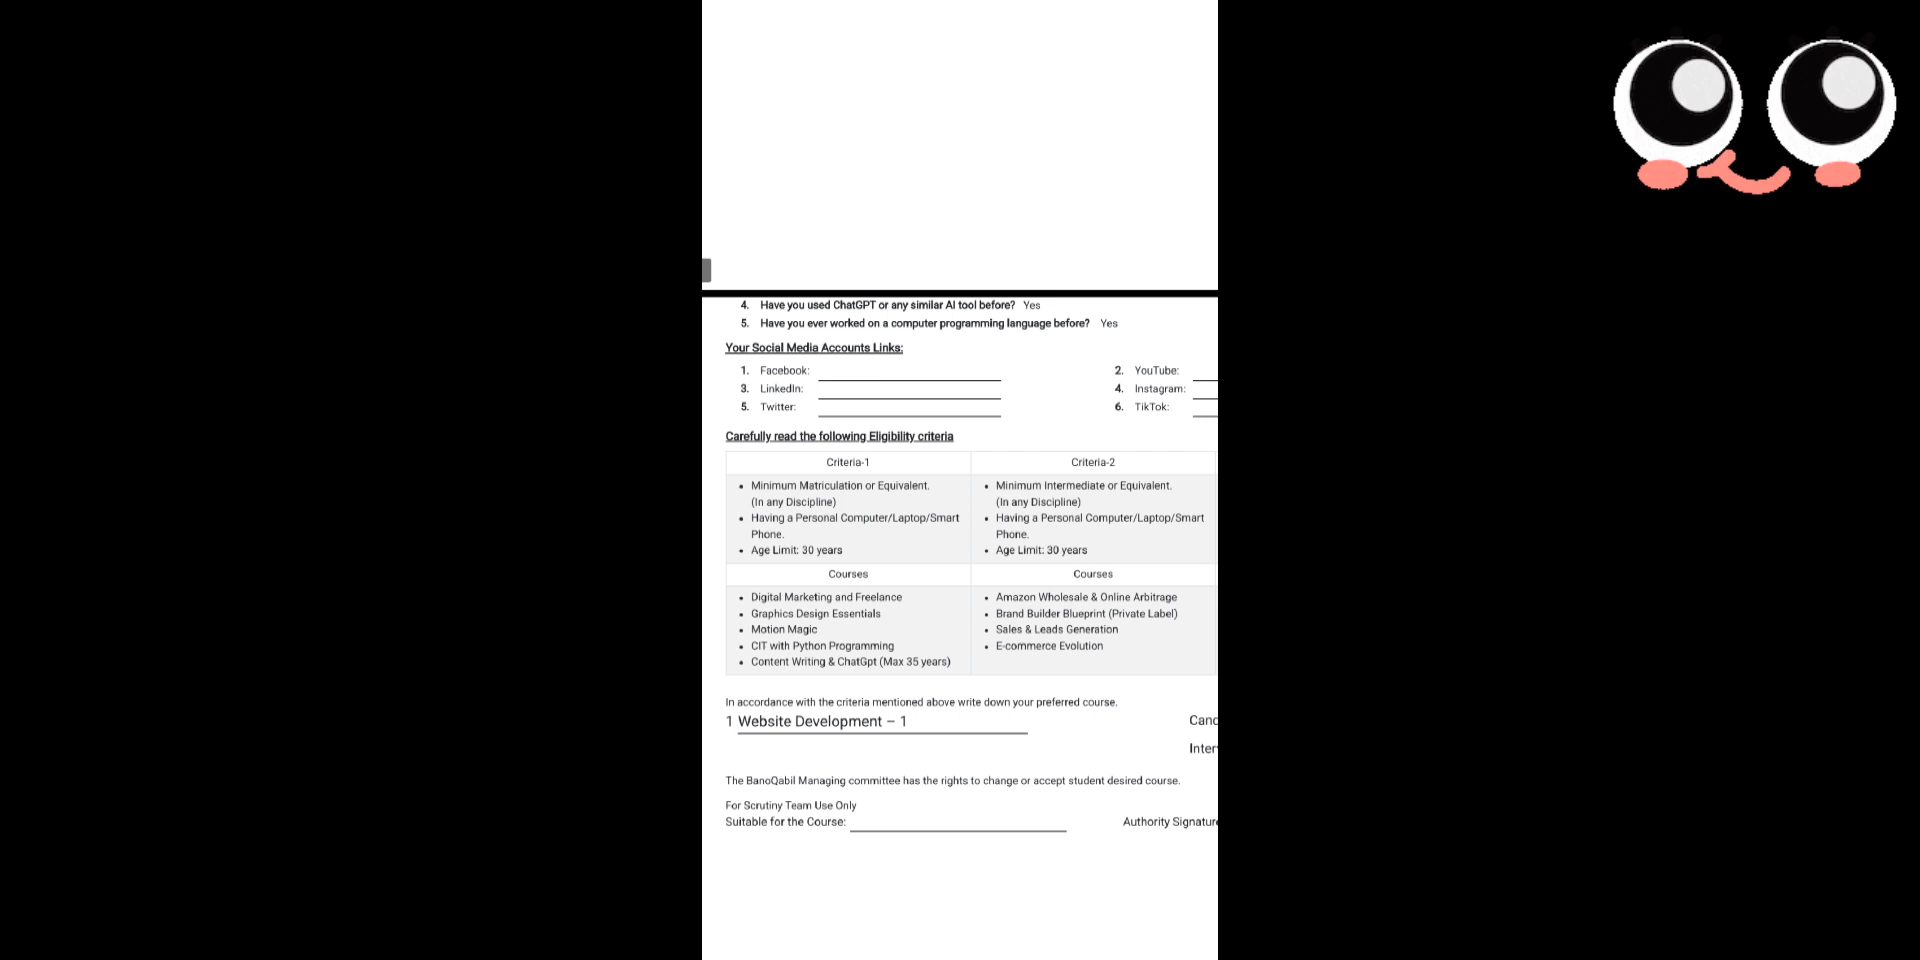 4. Have you used ChatGPT or any similar AI tool before? Yes
5. Have you ever worked on a computer programming language before? Yes
Your Social Media Accounts Links:
1. Facebook: 2. YouTube:
3. LinkedIn: 4. Instagram:
5. Twitter: 6. TikTok:
Carefully read the following Eligibility criteria
Criteria-1 Criteria-2
• Minimum Matriculation or Equivalent. • Minimum Intermediate or Equivalent.
(In any Discipline) (In any Discipline)
• Having a Personal Computer/Laptop/Smart • Having a Personal Computer/Laptop/Smart
Phone. Phone.
• Age Limit: 30 years • Age Limit: 30 years
Courses Courses
• Digital Marketing and Freelance • Amazon Wholesale & Online Arbitrage
• Graphics Design Essentials • Brand Builder Blueprint (Private Label)
• Motion Magic • Sales & Leads Generation
• CIT with Python Programming • E-commerce Evolution
• Content Writing & ChatGpt (Max 35 years)
In accordance with the criteria mentioned above write down your preferred course.
1 Website Development – 1
The BanoQabil Managing committee has the rights to change or accept student desired course.
For Scrutiny Team Use Only
Suitable for the Course: Authority